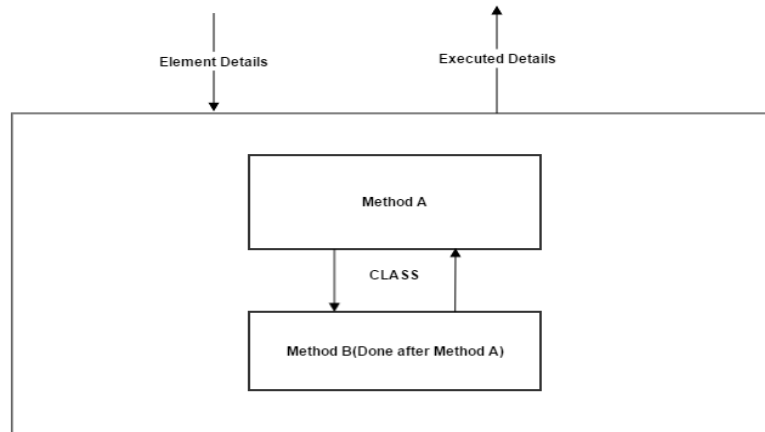 Element Details
Executed Details
Method A
CLASS
Method B(Done after Method A)